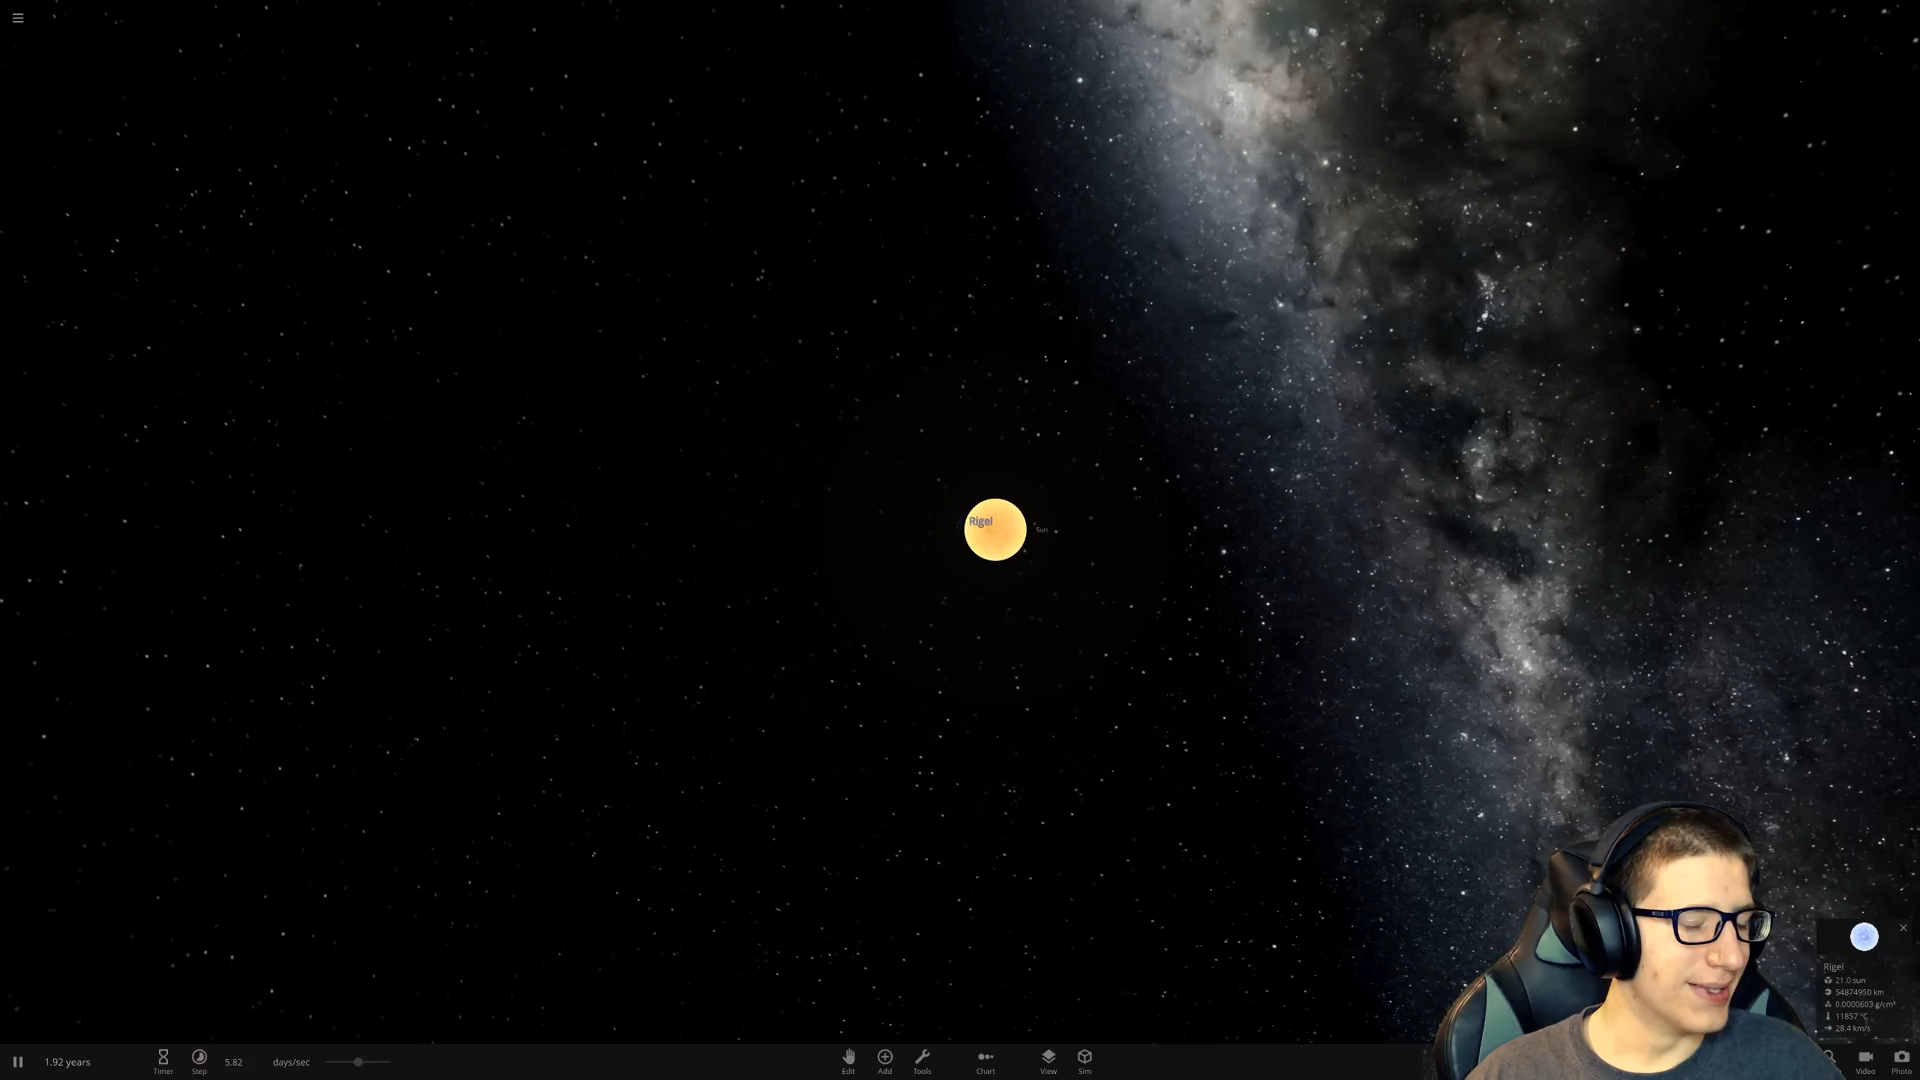 Rigel
Sun
Rigel
21.0 sun
54874950 km
0.0000603 g/cm³
11857 °C
28.4 km/s
1.92 years
Timer
Step
5.82
days/sec
Edit
Add
Tools
Chart
View
Sim
Video
Photo